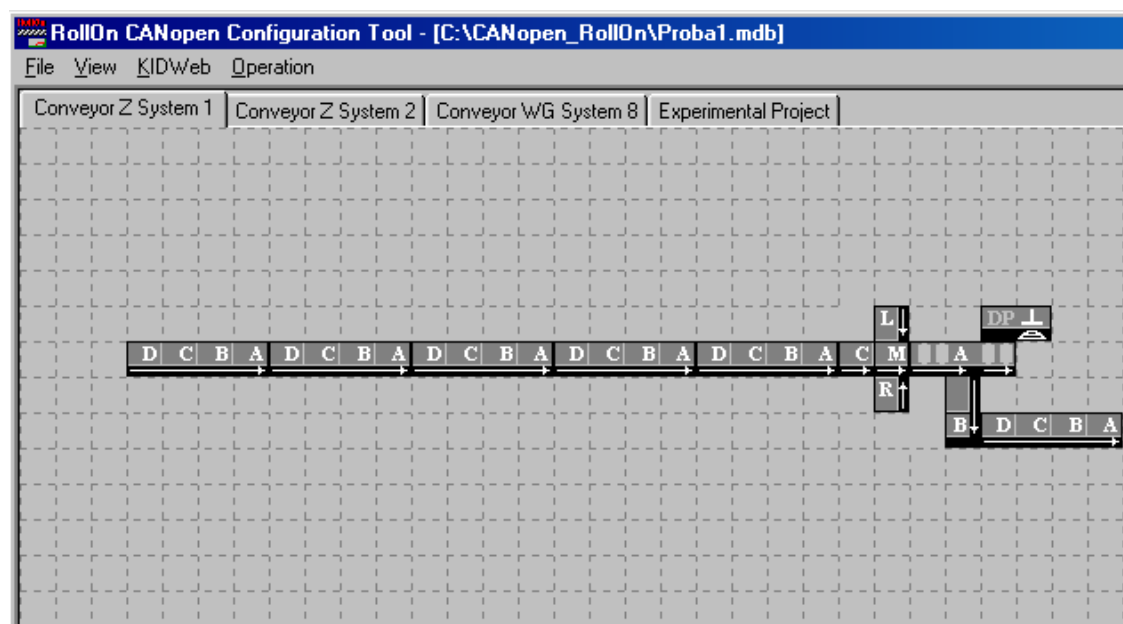 RollOn CANopen Configuration Tool - [C:\CANopen_RollOn\Proba1.mdb]
File View KIDWeb Operation
Conveyor Z System 1 Conveyor Z System 2 Conveyor WG System 8 Experimental Project
L DP
D C B A D C B A D C B A D C B A D C B A C M A
R
B D C B A